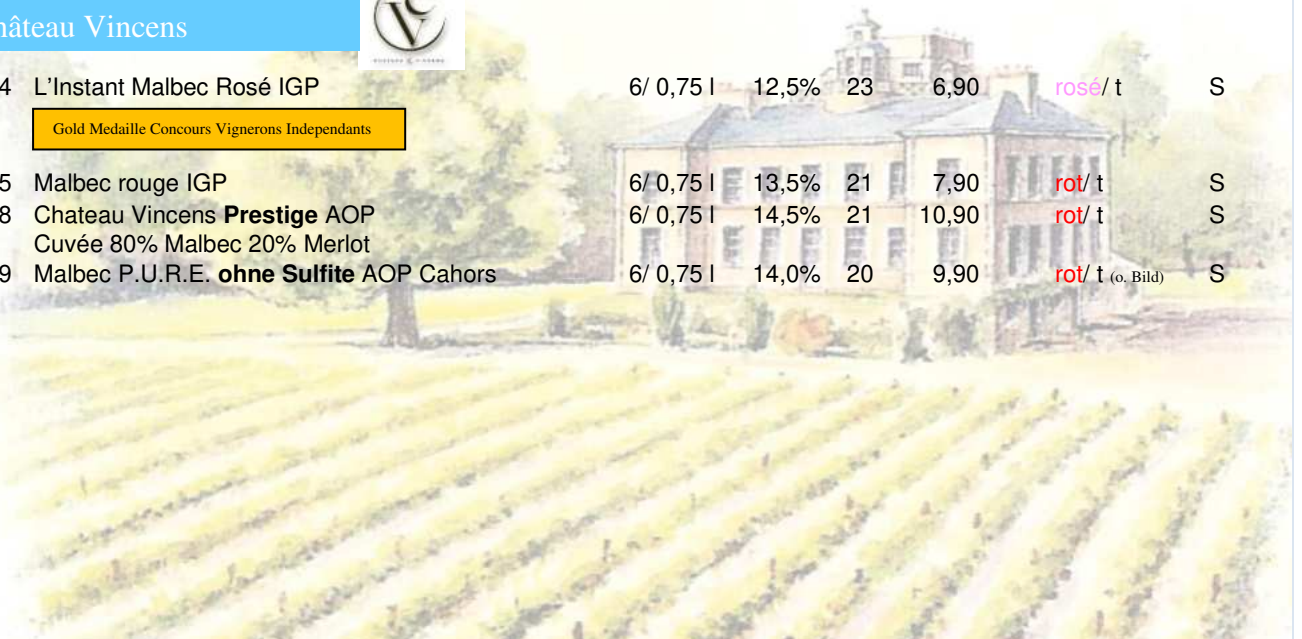 hâteau Vincens
VC
4 L'Instant Malbec Rosé IGP 6/ 0,75 l 12,5% 23 6,90 rosé/ t S
Gold Medaille Concours Vignerons Independants
5 Malbec rouge IGP 6/ 0,75 l 13,5% 21 7,90 rot/ t S
8 Chateau Vincens Prestige AOP 6/ 0,75 l 14,5% 21 10,90 rot/ t S
Cuvée 80% Malbec 20% Merlot
9 Malbec P.U.R.E. ohne Sulfite AOP Cahors 6/ 0,75 l 14,0% 20 9,90 rot/ t (o. Bild) S